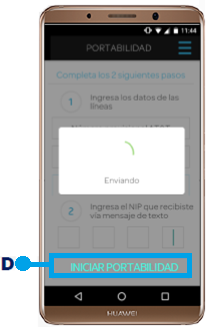 11:44
PORTABILIDAD
Completa los 2 siguientes pasos
1
Ingresa los datos de las
líneas
Enviando
2
Ingresa el NIP que recibiste
vía mensaje de texto
D
INICIAR PORTABILIDAD
HUAWEI